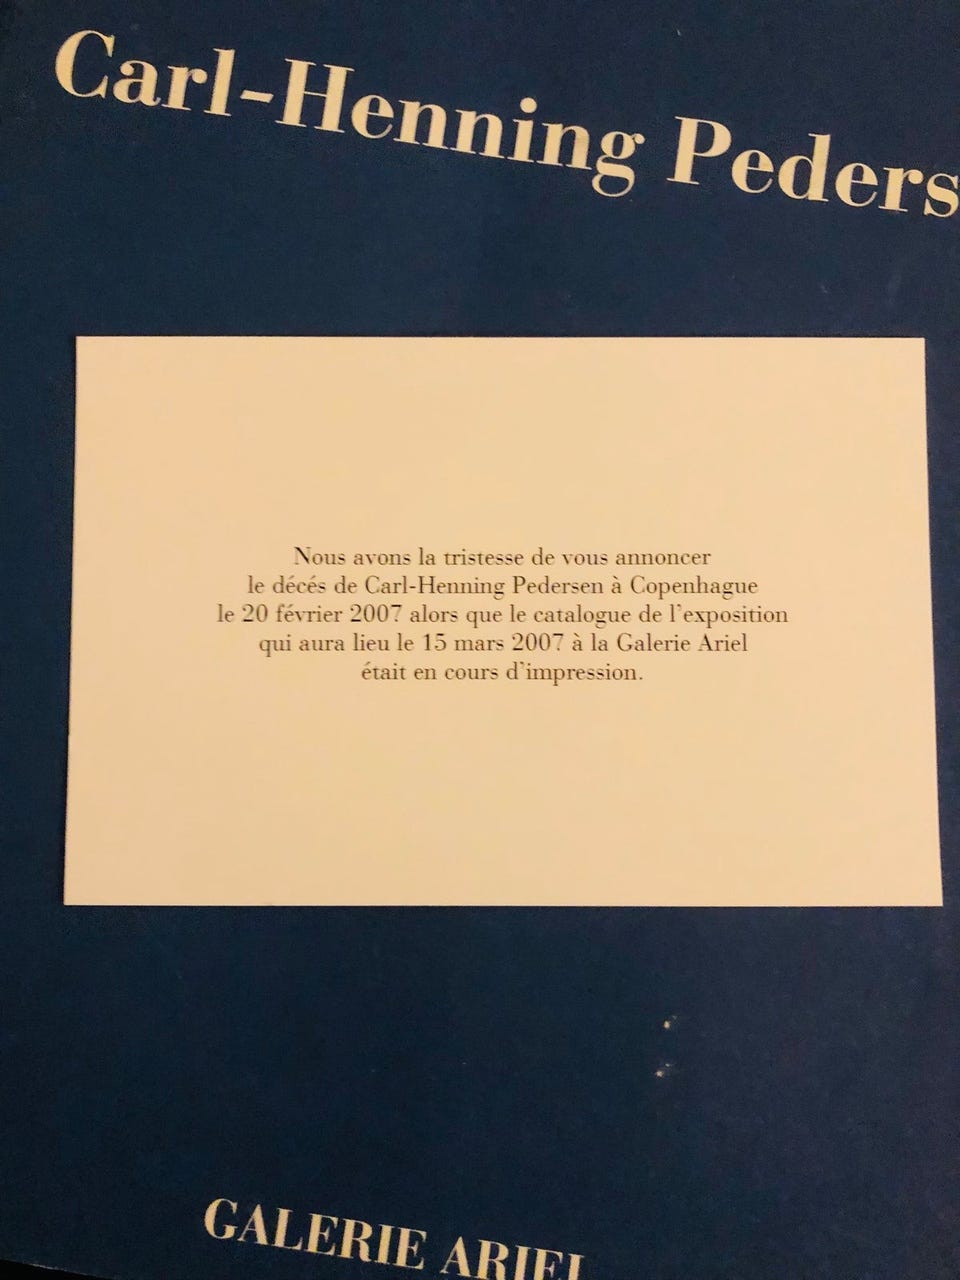 Carl-Henning Peders
Nous avons la tristesse de vous annoncer
le décés de Carl-Henning Pedersen à Copenhague
le 20 février 2007 alors que le catalogue de l'exposition
qui aura lieu le 15 mars 2007 à la Galerie Ariel
était en cours d'impression.
GALERIE ARIEL